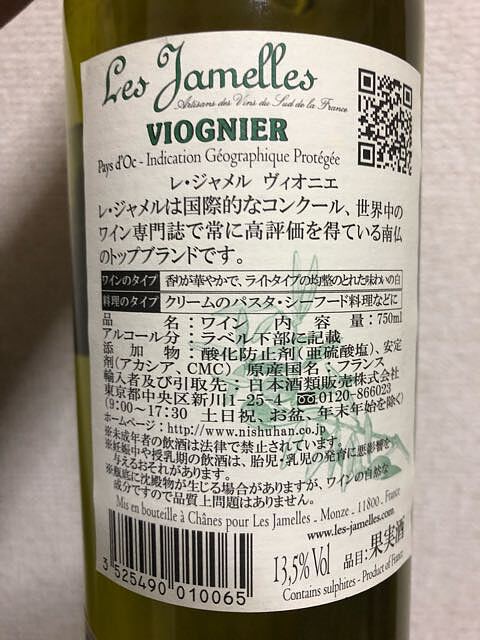 Les Jamelles
Artisans des Vins du Sud de la France
VIOGNIER
Pays d'Oc - Indication Géographique Protégée
レ・ジャメル ヴィオニエ
レ・ジャメルは国際的なコンクール、世界中の
ワイン専門誌で常に高評価を得ている南仏
のトップブランドです。
ワインのタイプ 香りが華やかで、ライトタイプの均整のとれた味わいの白
料理のタイプ クリームのパスタ・シーフード料理などに
品名：ワイン 内容量：750ml
アルコール分：ラベル下部に記載
添加物：酸化防止剤(亜硫酸塩)、安定
剤(アカシア、CMC) 原産国名：フランス
輸入者及び引取先：日本酒類販売株式会社
東京都中央区新川1-25-4 0120-866023
(9:00～17:30 土日祝、お盆、年末年始を除く)
ホームページ：http://www.nishuhan.co.jp
※未成年者の飲酒は法律で禁止されています。
※妊娠中や授乳期の飲酒は、胎児・乳児の発育に悪影響を
与えるおそれがあります。
※瓶底に沈殿物が生じる場合がありますが、ワインの自然な
成分ですので品質上問題はありません。
Mis en bouteille à Chânes pour Les Jamelles - Monze - 11800 - France
www.les-jamelles.com
13,5% Vol 品目：果実酒
Contains sulphites - Product of France
3 525490 010065